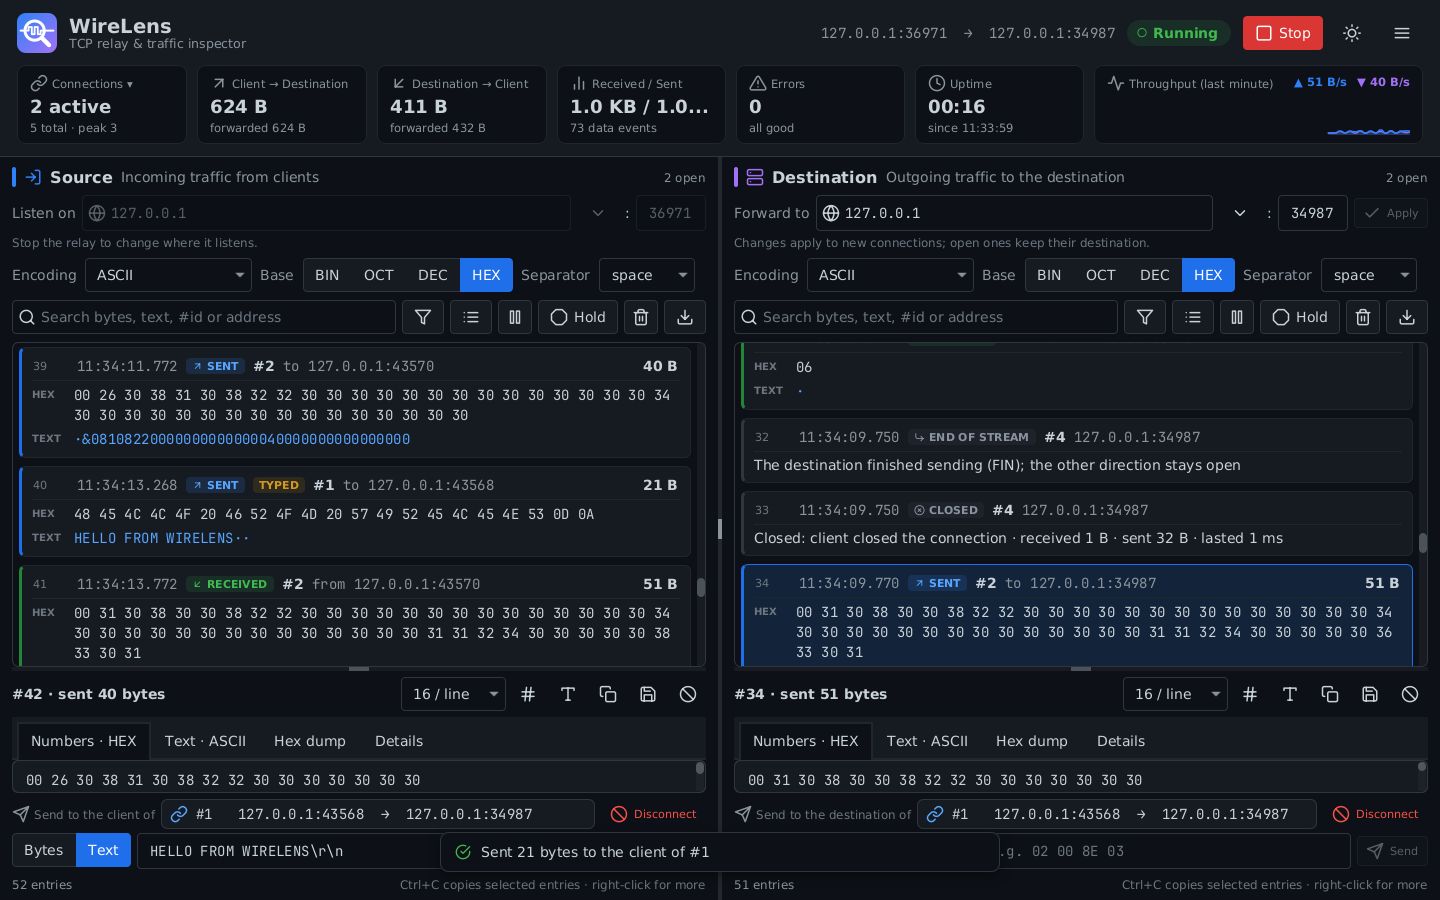 WireLens
TCP relay & traffic inspector
127.0.0.1:36971 → 127.0.0.1:34987
Running
Stop
Connections ▾
2 active
5 total · peak 3
Client → Destination
624 B
forwarded 624 B
Destination → Client
411 B
forwarded 432 B
Received / Sent
1.0 KB / 1.0...
73 data events
Errors
0
all good
Uptime
00:16
since 11:33:59
Throughput (last minute) ▲ 51 B/s ▼ 40 B/s
Source Incoming traffic from clients 2 open
Listen on 127.0.0.1 : 36971
Stop the relay to change where it listens.
Encoding ASCII Base BIN OCT DEC HEX Separator space
Search bytes, text, #id or address Hold
39 11:34:11.772 SENT #2 to 127.0.0.1:43570 40 B
HEX 00 26 30 38 31 30 38 32 32 30 30 30 30 30 30 30 30 30 30 30 30 30 30 34
30 30 30 30 30 30 30 30 30 30 30 30 30 30 30 30
TEXT ·&08108220000000000000040000000000000000
40 11:34:13.268 SENT TYPED #1 to 127.0.0.1:43568 21 B
HEX 48 45 4C 4C 4F 20 46 52 4F 4D 20 57 49 52 45 4C 45 4E 53 0D 0A
TEXT HELLO FROM WIRELENS··
41 11:34:13.772 RECEIVED #2 from 127.0.0.1:43570 51 B
HEX 00 31 30 38 30 30 38 32 32 30 30 30 30 30 30 30 30 30 30 30 30 30 30 34
30 30 30 30 30 30 30 30 30 30 30 30 30 30 31 31 32 34 30 30 30 30 30 38
33 30 31
#42 · sent 40 bytes 16 / line
Numbers · HEX Text · ASCII Hex dump Details
00 26 30 38 31 30 38 32 32 30 30 30 30 30 30 30
Send to the client of #1 127.0.0.1:43568 → 127.0.0.1:34987 Disconnect
Bytes Text HELLO FROM WIRELENS\r\n
52 entries Ctrl+C copies selected entries · right-click for more
Destination Outgoing traffic to the destination 2 open
Forward to 127.0.0.1 : 34987 Apply
Changes apply to new connections; open ones keep their destination.
Encoding ASCII Base BIN OCT DEC HEX Separator space
Search bytes, text, #id or address Hold
HEX 06
TEXT ·
32 11:34:09.750 END OF STREAM #4 127.0.0.1:34987
The destination finished sending (FIN); the other direction stays open
33 11:34:09.750 CLOSED #4 127.0.0.1:34987
Closed: client closed the connection · received 1 B · sent 32 B · lasted 1 ms
34 11:34:09.770 SENT #2 to 127.0.0.1:34987 51 B
HEX 00 31 30 38 30 30 38 32 32 30 30 30 30 30 30 30 30 30 30 30 30 30 30 34
30 30 30 30 30 30 30 30 30 30 30 30 30 30 31 31 32 34 30 30 30 30 30 36
33 30 31
#34 · sent 51 bytes 16 / line
Numbers · HEX Text · ASCII Hex dump Details
00 31 30 38 30 30 38 32 32 30 30 30 30 30 30 30
Send to the destination of #1 127.0.0.1:43568 → 127.0.0.1:34987 Disconnect
.g. 02 00 8E 03 Send
51 entries Ctrl+C copies selected entries · right-click for more
Sent 21 bytes to the client of #1